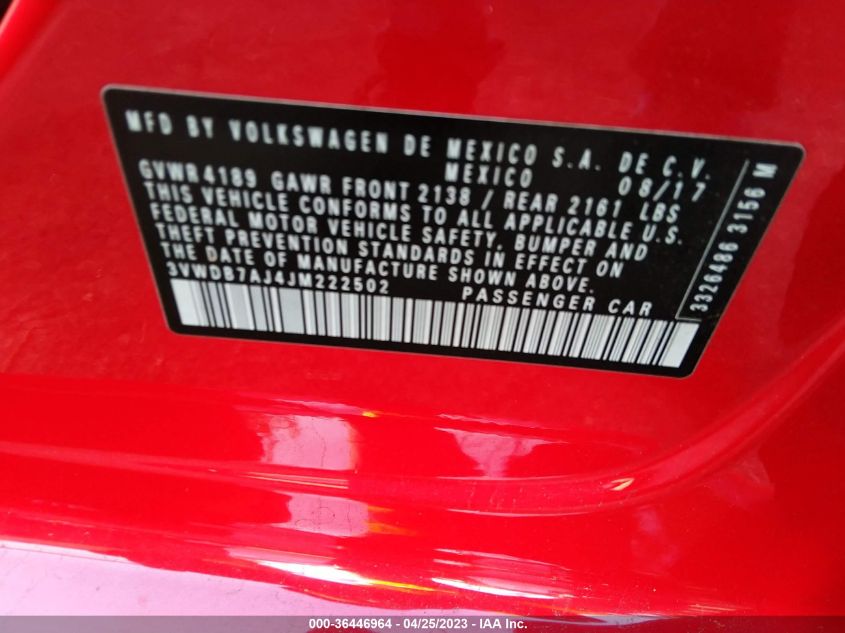 MFD BY VOLKSWAGEN DE MEXICO S.A. DE C.V.
MEXICO 08/17
GVWR 4189 GAWR FRONT 2138 / REAR 2161 LBS
THIS VEHICLE CONFORMS TO ALL APPLICABLE U.S.
FEDERAL MOTOR VEHICLE SAFETY, BUMPER AND
THEFT PREVENTION STANDARDS IN EFFECT ON
THE DATE OF MANUFACTURE SHOWN ABOVE.
3VWDB7AJ4JM222502 PASSENGER CAR
3326486 3156 M
000-36446964 - 04/25/2023 - IAA Inc.